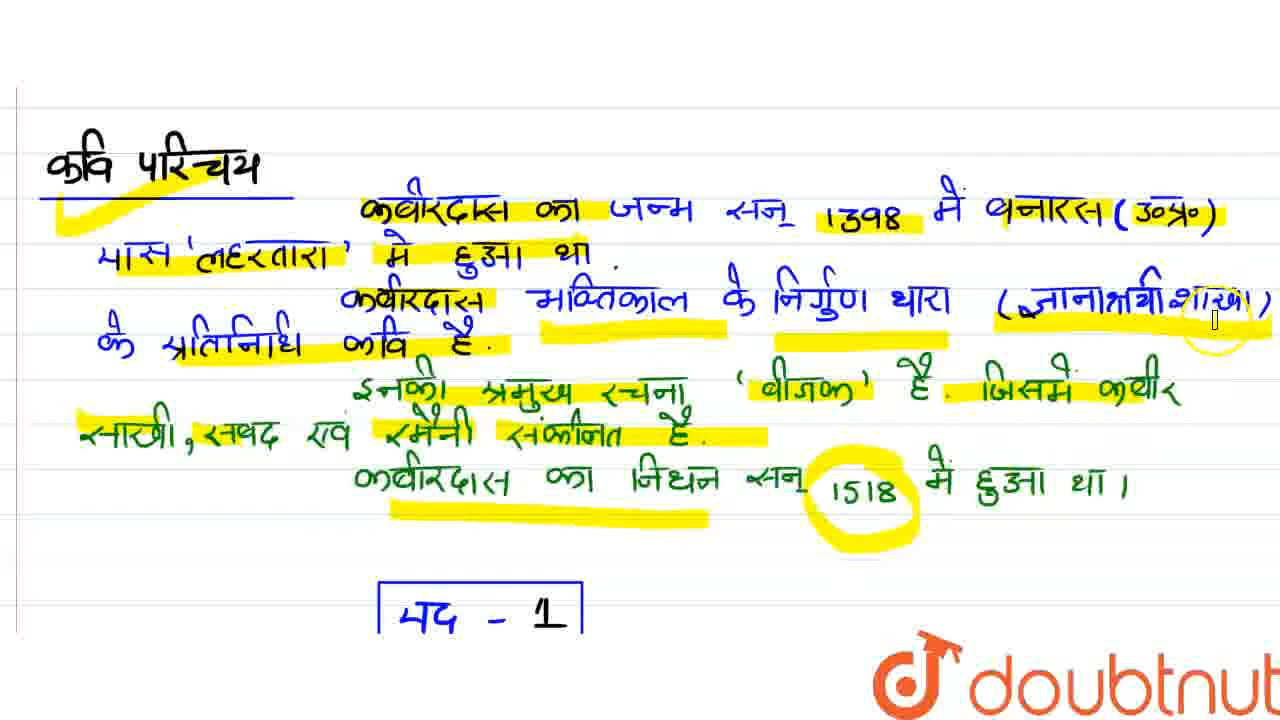 कवि परिचय
कबीरदास का जन्म सन् 1398 में बनारस (उ०प्र०)
पास 'लहरतारा' में हुआ था.
कबीरदास भक्तिकाल के निर्गुण धारा (ज्ञानाश्रयी शाखा)
के प्रतिनिधि कवि है.
इनकी प्रमुख रचना 'बीजक' है. जिसमें कबीर
साखी, सबद एवं रमैनी संकलित है.
कबीरदास का निधन सन् 1518 में हुआ था।
पद - 1
doubtnut